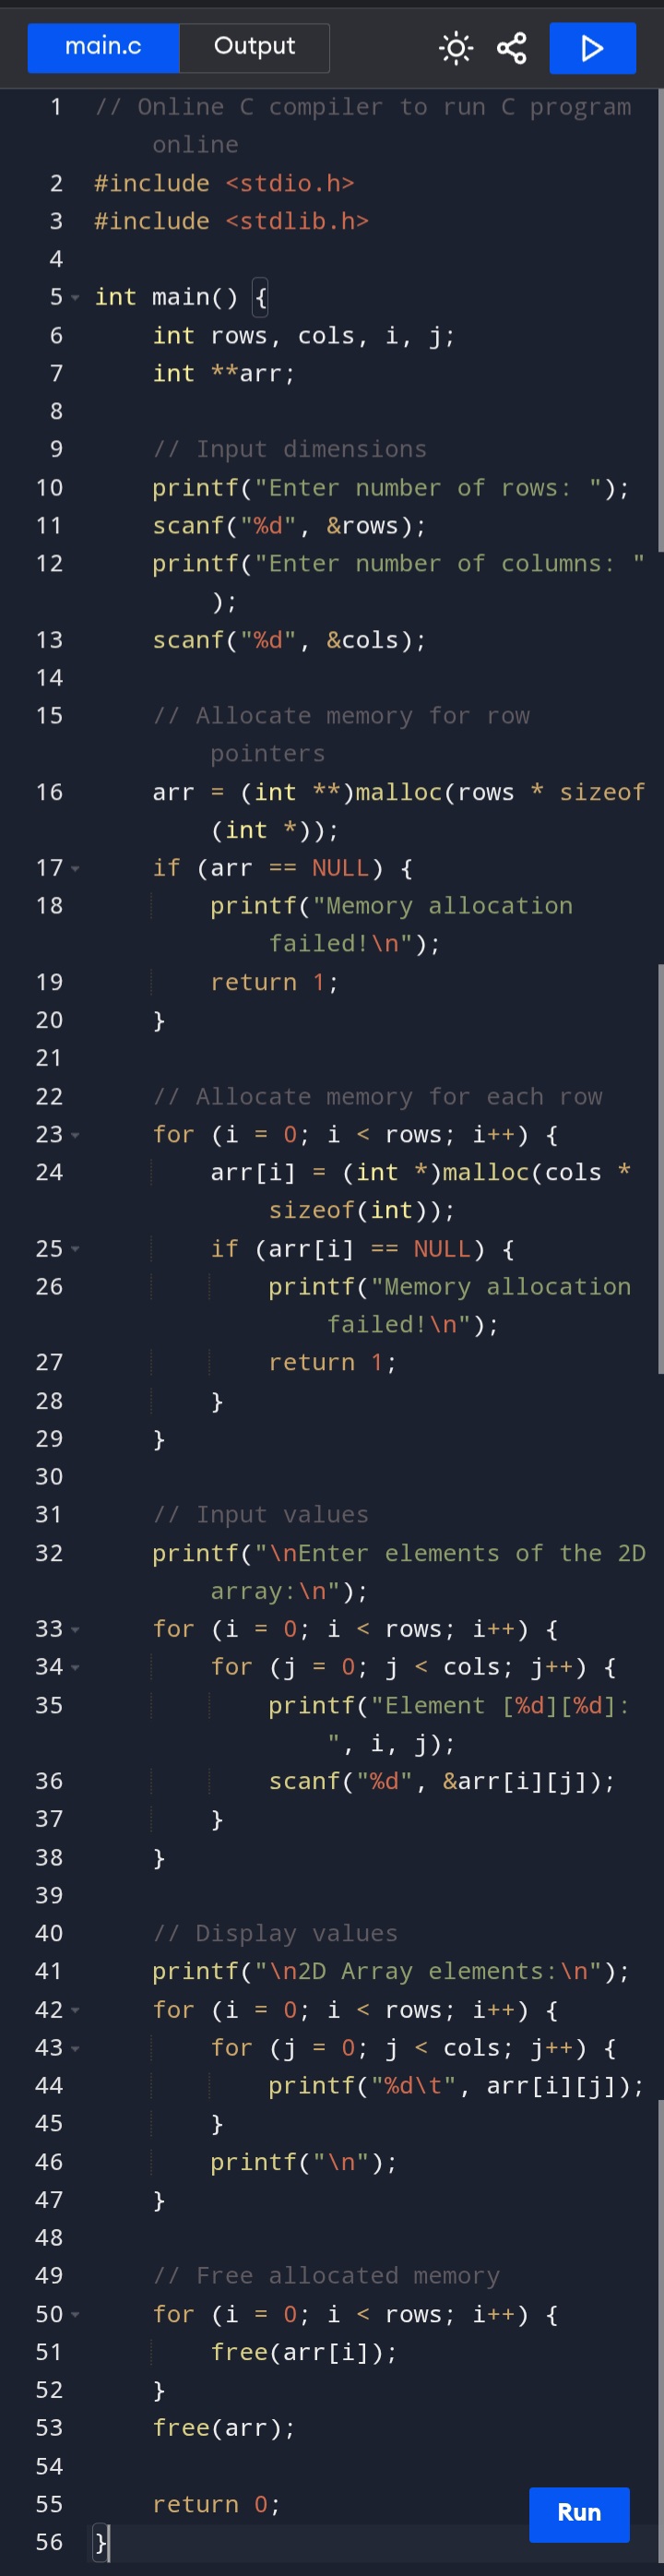 main.c Output
1 // Online C compiler to run C program
online
2 #include <stdio.h>
3 #include <stdlib.h>
4
5 int main() {
6 int rows, cols, i, j;
7 int **arr;
8
9 // Input dimensions
10 printf("Enter number of rows: ");
11 scanf("%d", &rows);
12 printf("Enter number of columns: "
);
13 scanf("%d", &cols);
14
15 // Allocate memory for row
pointers
16 arr = (int **)malloc(rows * sizeof
(int *));
17 if (arr == NULL) {
18 printf("Memory allocation
failed!\n");
19 return 1;
20 }
21
22 // Allocate memory for each row
23 for (i = 0; i < rows; i++) {
24 arr[i] = (int *)malloc(cols *
sizeof(int));
25 if (arr[i] == NULL) {
26 printf("Memory allocation
failed!\n");
27 return 1;
28 }
29 }
30
31 // Input values
32 printf("\nEnter elements of the 2D
array:\n");
33 for (i = 0; i < rows; i++) {
34 for (j = 0; j < cols; j++) {
35 printf("Element [%d][%d]:
", i, j);
36 scanf("%d", &arr[i][j]);
37 }
38 }
39
40 // Display values
41 printf("\n2D Array elements:\n");
42 for (i = 0; i < rows; i++) {
43 for (j = 0; j < cols; j++) {
44 printf("%d\t", arr[i][j]);
45 }
46 printf("\n");
47 }
48
49 // Free allocated memory
50 for (i = 0; i < rows; i++) {
51 free(arr[i]);
52 }
53 free(arr);
54
55 return 0;
Run
56 }